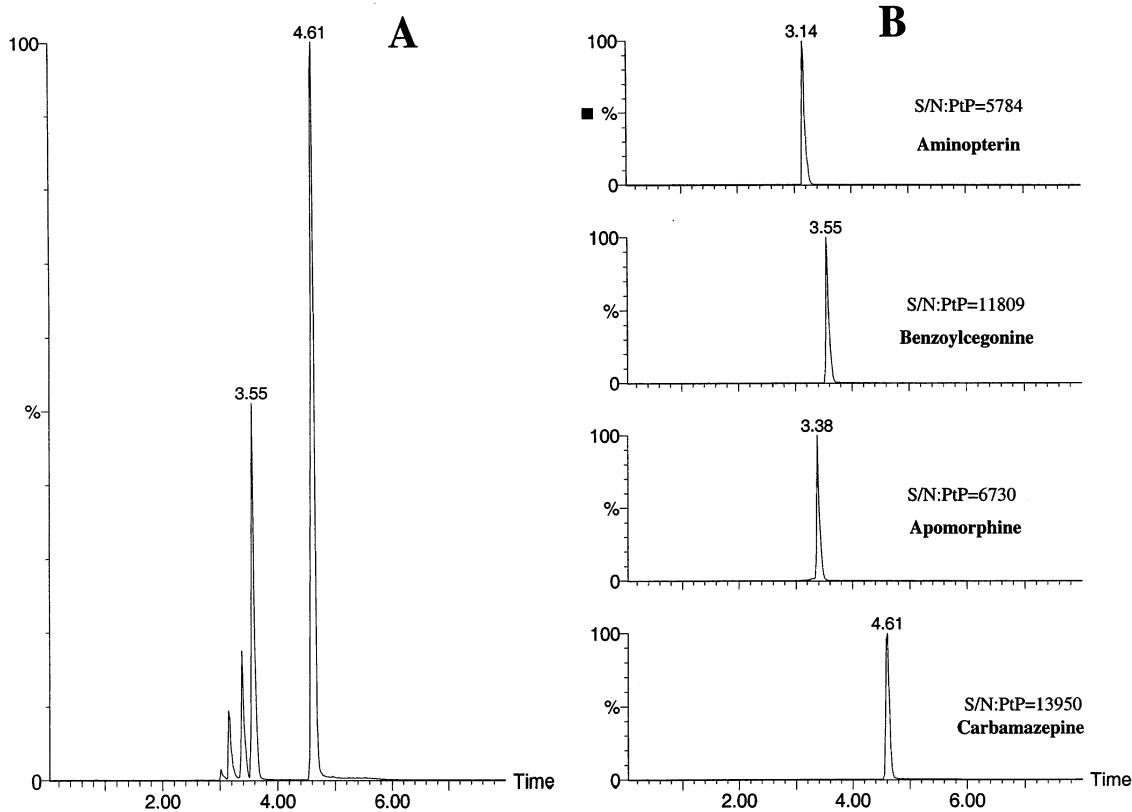 A
4.61
100
3.55
%
0
2.00
4.00
6.00
Time
B
3.14
100
%
0
S/N:PtP=5784
Aminopterin
3.55
100
%
0
S/N:PtP=11809
Benzoylcegonine
3.38
100
%
0
S/N:PtP=6730
Apomorphine
4.61
100
%
0
S/N:PtP=13950
Carbamazepine
Time
2.00
4.00
6.00